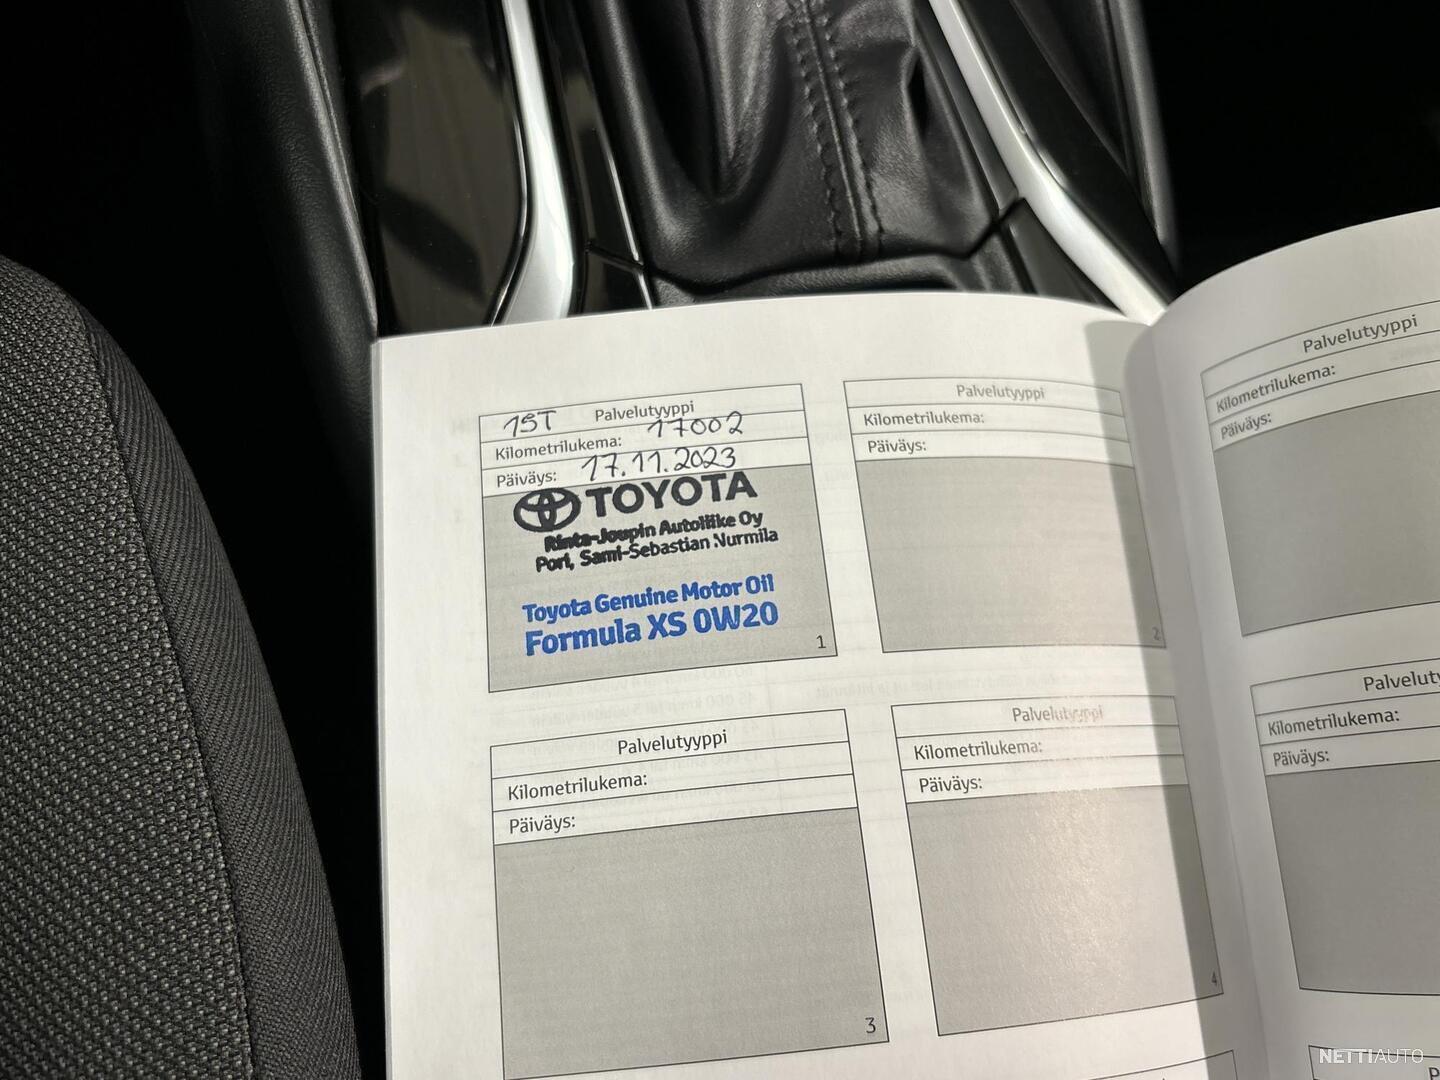 15T Palvelutyyppi
Kilometrilukema: 17002
Päiväys: 17.11.2023
TOYOTA
Rinta-Joupin Autoliike Oy
Pori, Sami-Sebastian Nurmila
Toyota Genuine Motor Oil
Formula XS 0W20
1
Palvelutyyppi
Kilometrilukema:
Päiväys:
2
Palvelutyyppi
Kilometrilukema:
Päiväys:
3
Palvelutyyppi
Kilometrilukema:
Päiväys:
4
Palvelutyyppi
Kilometrilukema:
Päiväys:
Palveluty
Kilometrilukema:
Päiväys:
P
NETTIAUTO